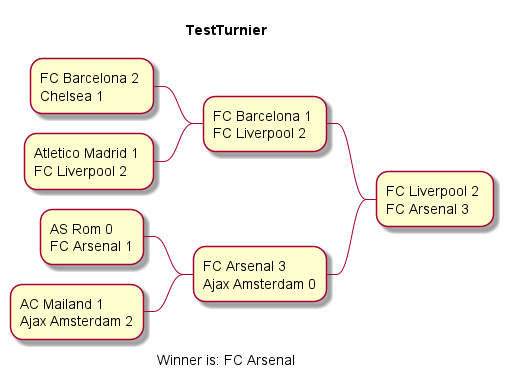 TestTurnier
FC Barcelona 2
Chelsea 1
Atletico Madrid 1
FC Liverpool 2
AS Rom 0
FC Arsenal 1
AC Mailand 1
Ajax Amsterdam 2
FC Barcelona 1
FC Liverpool 2
FC Arsenal 3
Ajax Amsterdam 0
FC Liverpool 2
FC Arsenal 3
Winner is: FC Arsenal